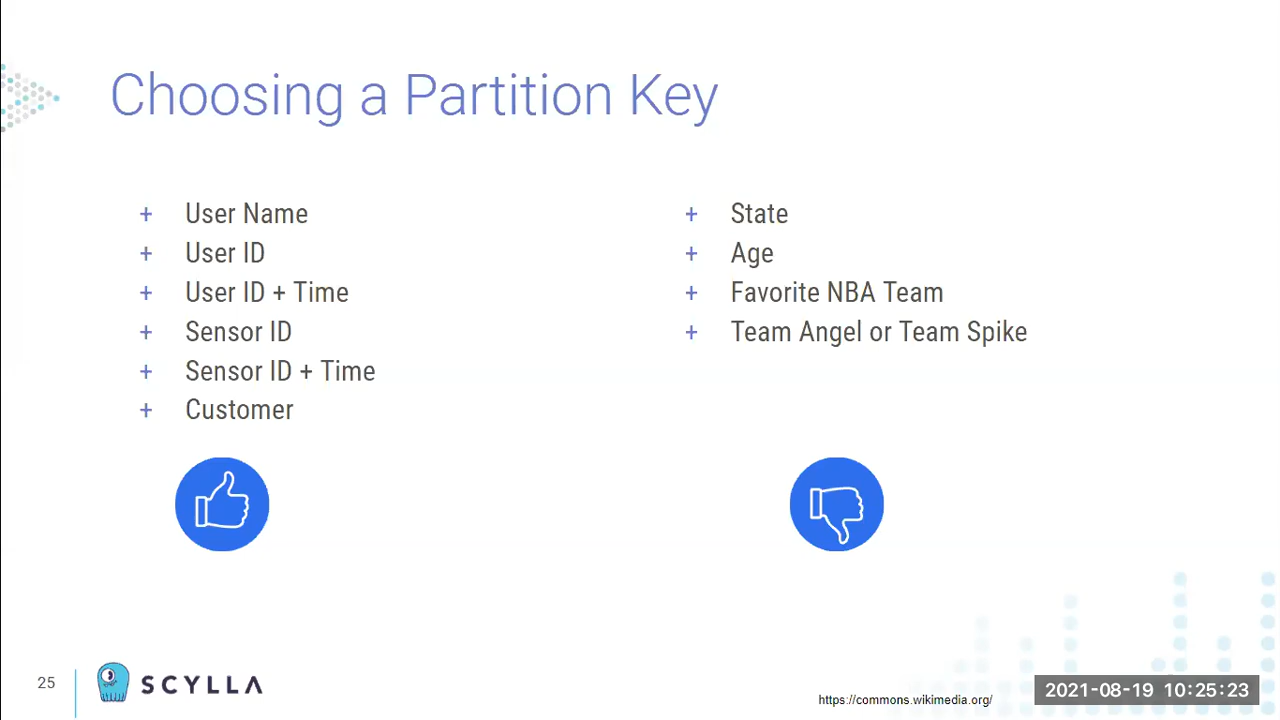 Choosing a Partition Key
+ User Name
+ User ID
+ User ID + Time
+ Sensor ID
+ Sensor ID + Time
+ Customer
+ State
+ Age
+ Favorite NBA Team
+ Team Angel or Team Spike
25
SCYLLA
https://commons.wikimedia.org/
2021-08-19 10:25:23